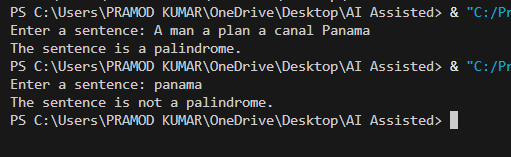 PS C:\Users\PRAMOD KUMAR\OneDrive\Desktop\AI Assisted> & "C:/Pr
Enter a sentence: A man a plan a canal Panama
The sentence is a palindrome.
PS C:\Users\PRAMOD KUMAR\OneDrive\Desktop\AI Assisted> & "C:/Pr
Enter a sentence: panama
The sentence is not a palindrome.
PS C:\Users\PRAMOD KUMAR\OneDrive\Desktop\AI Assisted>